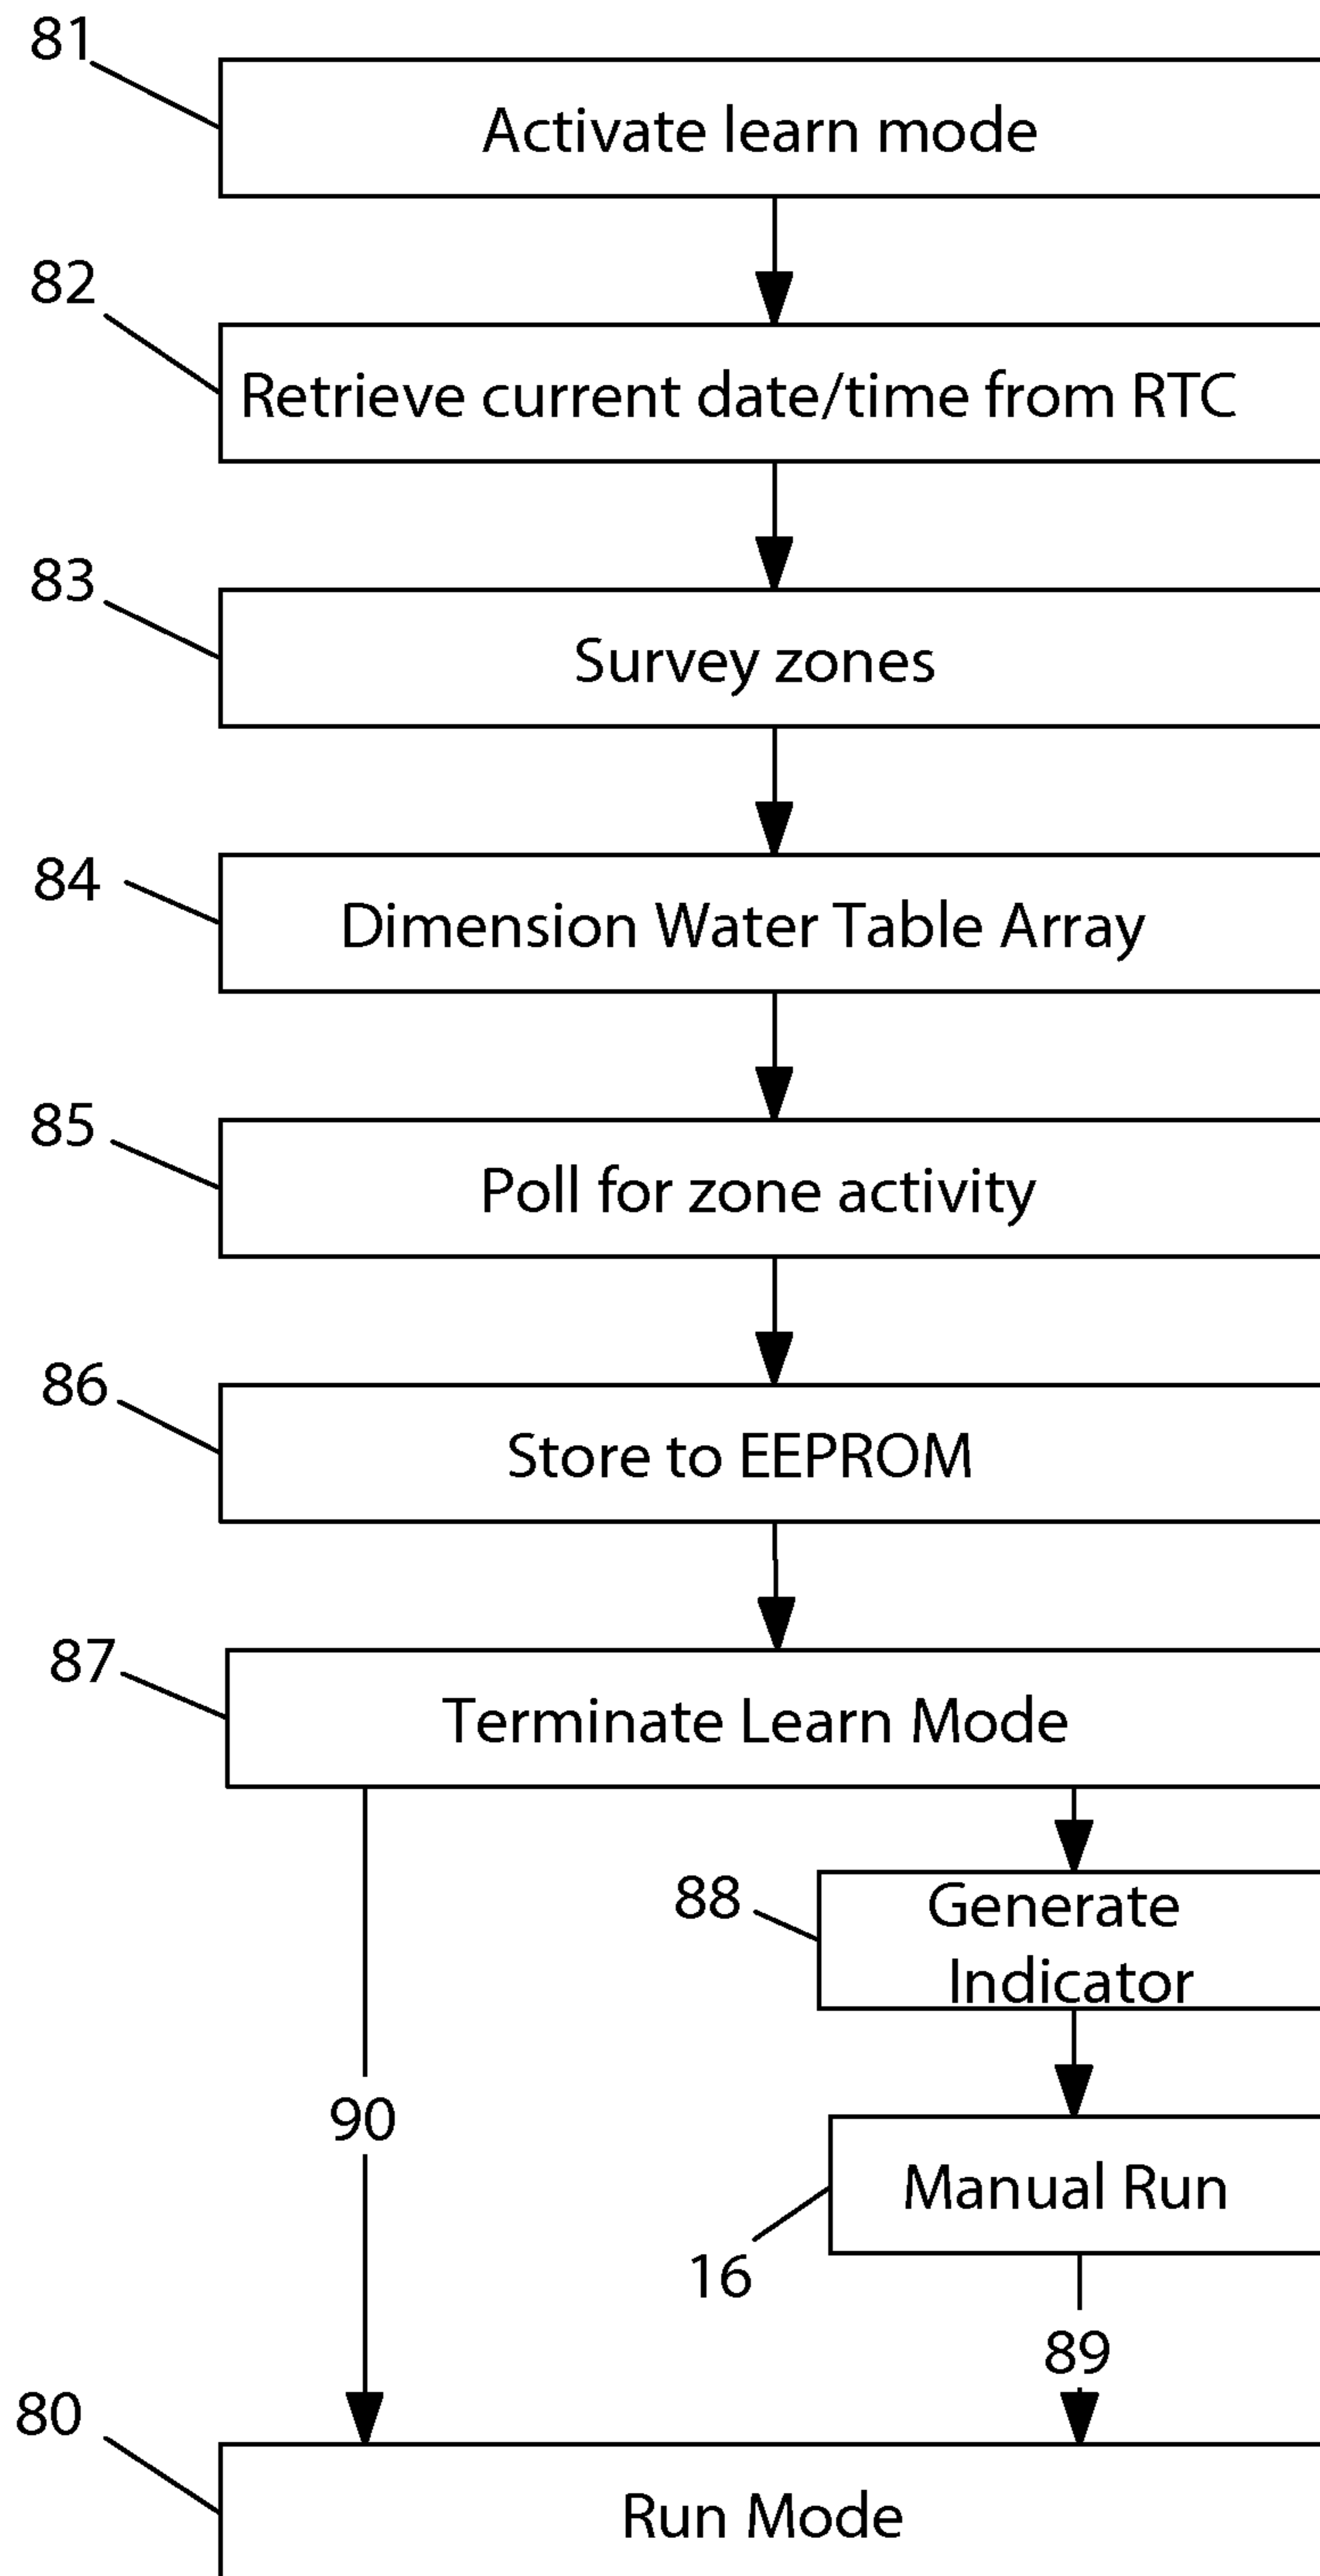 81
Activate learn mode
82
Retrieve current date/time from RTC
83
Survey zones
84
Dimension Water Table Array
85
Poll for zone activity
86
Store to EEPROM
87
Terminate Learn Mode
88
Generate
Indicator
90
Manual Run
16
89
80
Run Mode